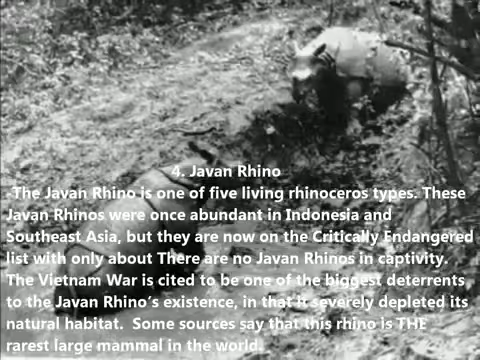 4. Javan Rhino
-The Javan Rhino is one of five living rhinoceros types. These
Javan Rhinos were once abundant in Indonesia and
Southeast Asia, but they are now on the Critically Endangered
list with only about There are no Javan Rhinos in captivity.
The Vietnam War is cited to be one of the biggest deterrents
to the Javan Rhino's existence, in that it severely depleted its
natural habitat.  Some sources say that this rhino is THE
rarest large mammal in the world.